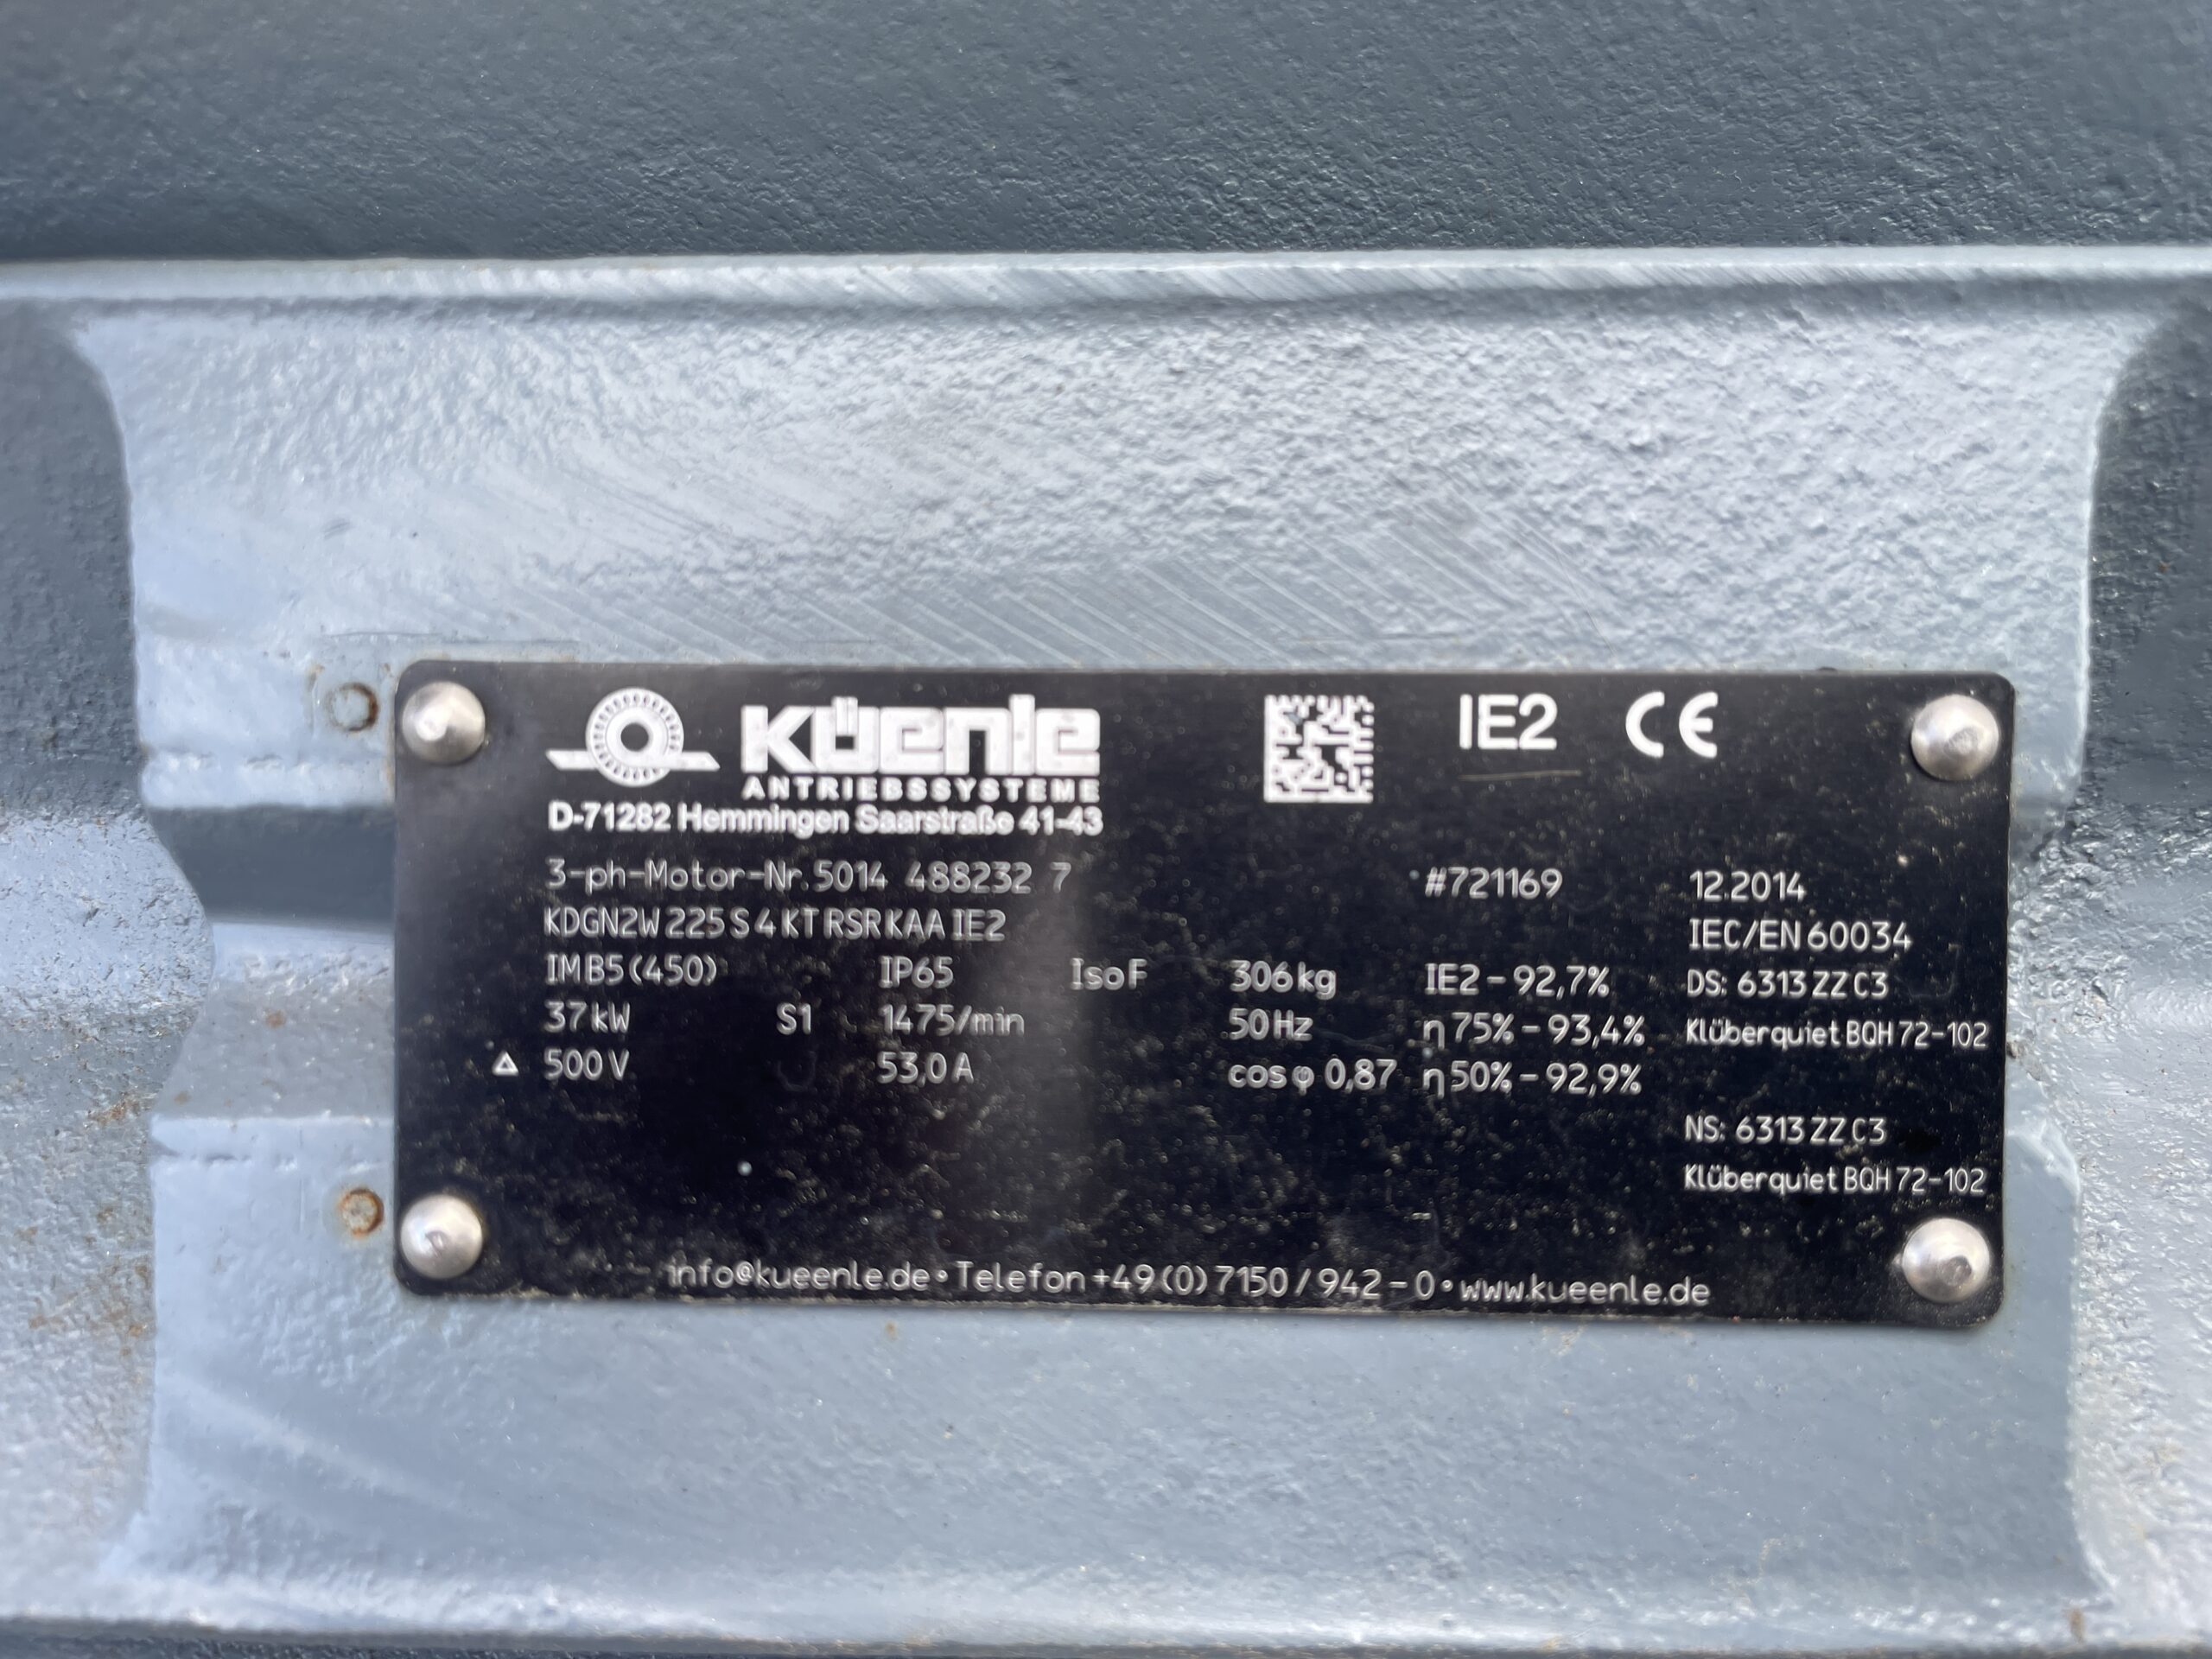 KÜENLE
ANTRIEBSSYSTEME
D-71282 Hemmingen Saarstraße 41-43
IE2 CE
3-ph-Motor-Nr. 5014 488232 7 #721169 12.2014
KDGN2W 225 S 4 KT RSR KAA IE2 IEC/EN 60034
IM B5 (450) IP65 Iso F 306 kg IE2 - 92,7% DS: 6313 ZZ C3
37 kW S1 1475/min 50 Hz η 75% - 93,4% Klüberquiet BQH 72-102
△ 500 V 53,0 A cos φ 0,87 η 50% - 92,9%
NS: 6313 ZZ C3
Klüberquiet BQH 72-102
info@kueenle.de • Telefon +49 (0) 7150 / 942 - 0 • www.kueenle.de